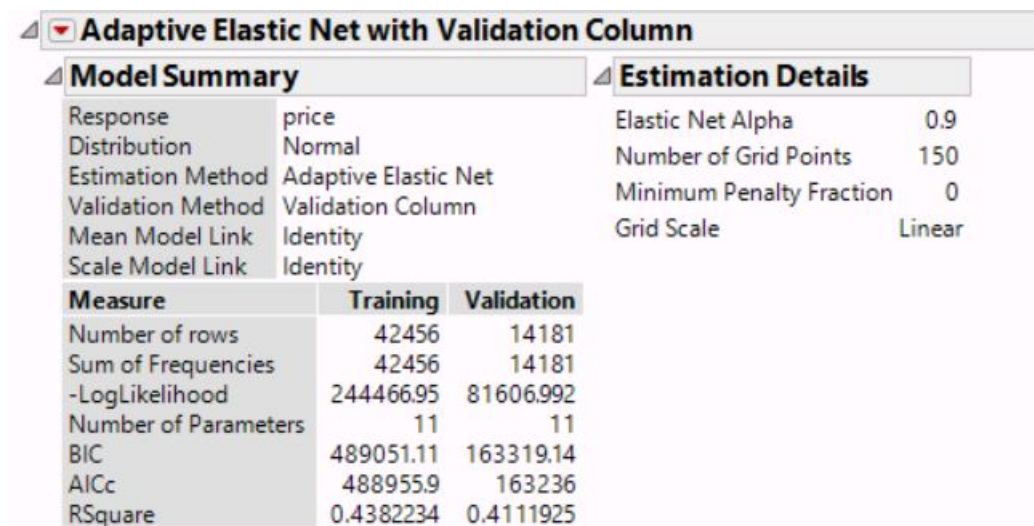 Adaptive Elastic Net with Validation Column
Model Summary
Response price
Distribution Normal
Estimation Method Adaptive Elastic Net
Validation Method Validation Column
Mean Model Link Identity
Scale Model Link Identity
Measure Training Validation
Number of rows 42456 14181
Sum of Frequencies 42456 14181
-LogLikelihood 244466.95 81606.992
Number of Parameters 11 11
BIC 489051.11 163319.14
AICc 488955.9 163236
RSquare 0.4382234 0.4111925
Estimation Details
Elastic Net Alpha 0.9
Number of Grid Points 150
Minimum Penalty Fraction 0
Grid Scale Linear